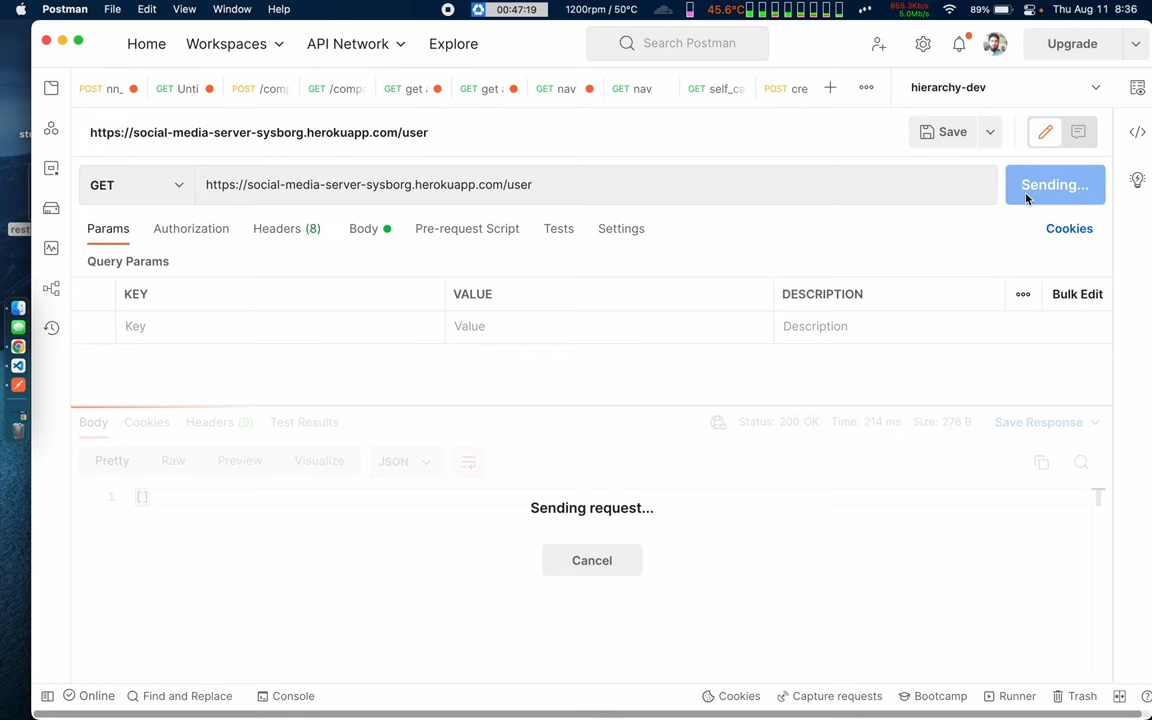 Postman File Edit View Window Help 00:47:19 1200rpm / 50°C 45.6°C 655.3Kb/s 5.0Mb/s 89% Thu Aug 11 8:36
Home Workspaces API Network Explore Search Postman Upgrade
POST nn_ GET Unti POST /comp GET /comp GET get GET get GET nav GET nav GET self_ca POST cre + hierarchy-dev
https://social-media-server-sysborg.herokuapp.com/user Save
GET https://social-media-server-sysborg.herokuapp.com/user Sending...
rest
Params Authorization Headers (8) Body Pre-request Script Tests Settings Cookies
Query Params
KEY VALUE DESCRIPTION Bulk Edit
Key Value Description
Body Cookies Headers (9) Test Results Status: 200 OK Time: 214 ms Size: 276 B Save Response
Pretty Raw Preview Visualize JSON
1 []
Sending request...
Cancel
Online Find and Replace Console Cookies Capture requests Bootcamp Runner Trash